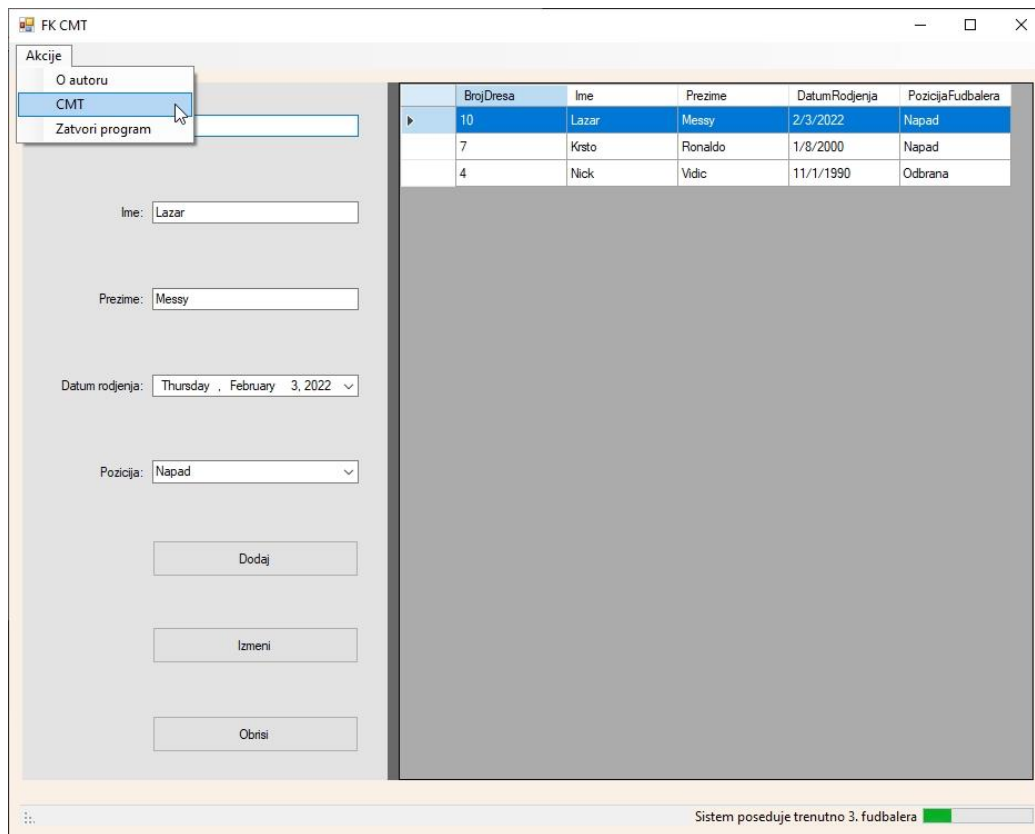 FK CMT
Akcije
O autoru
CMT
Zatvori program
BrojDresa Ime Prezime DatumRodjenja PozicijaFudbalera
10 Lazar Messy 2/3/2022 Napad
7 Krsto Ronaldo 1/8/2000 Napad
4 Nick Vidic 11/1/1990 Odbrana
Ime: Lazar
Prezime: Messy
Datum rodjenja: Thursday , February 3, 2022
Pozicija: Napad
Dodaj
Izmeni
Obrisi
Sistem poseduje trenutno 3. fudbalera